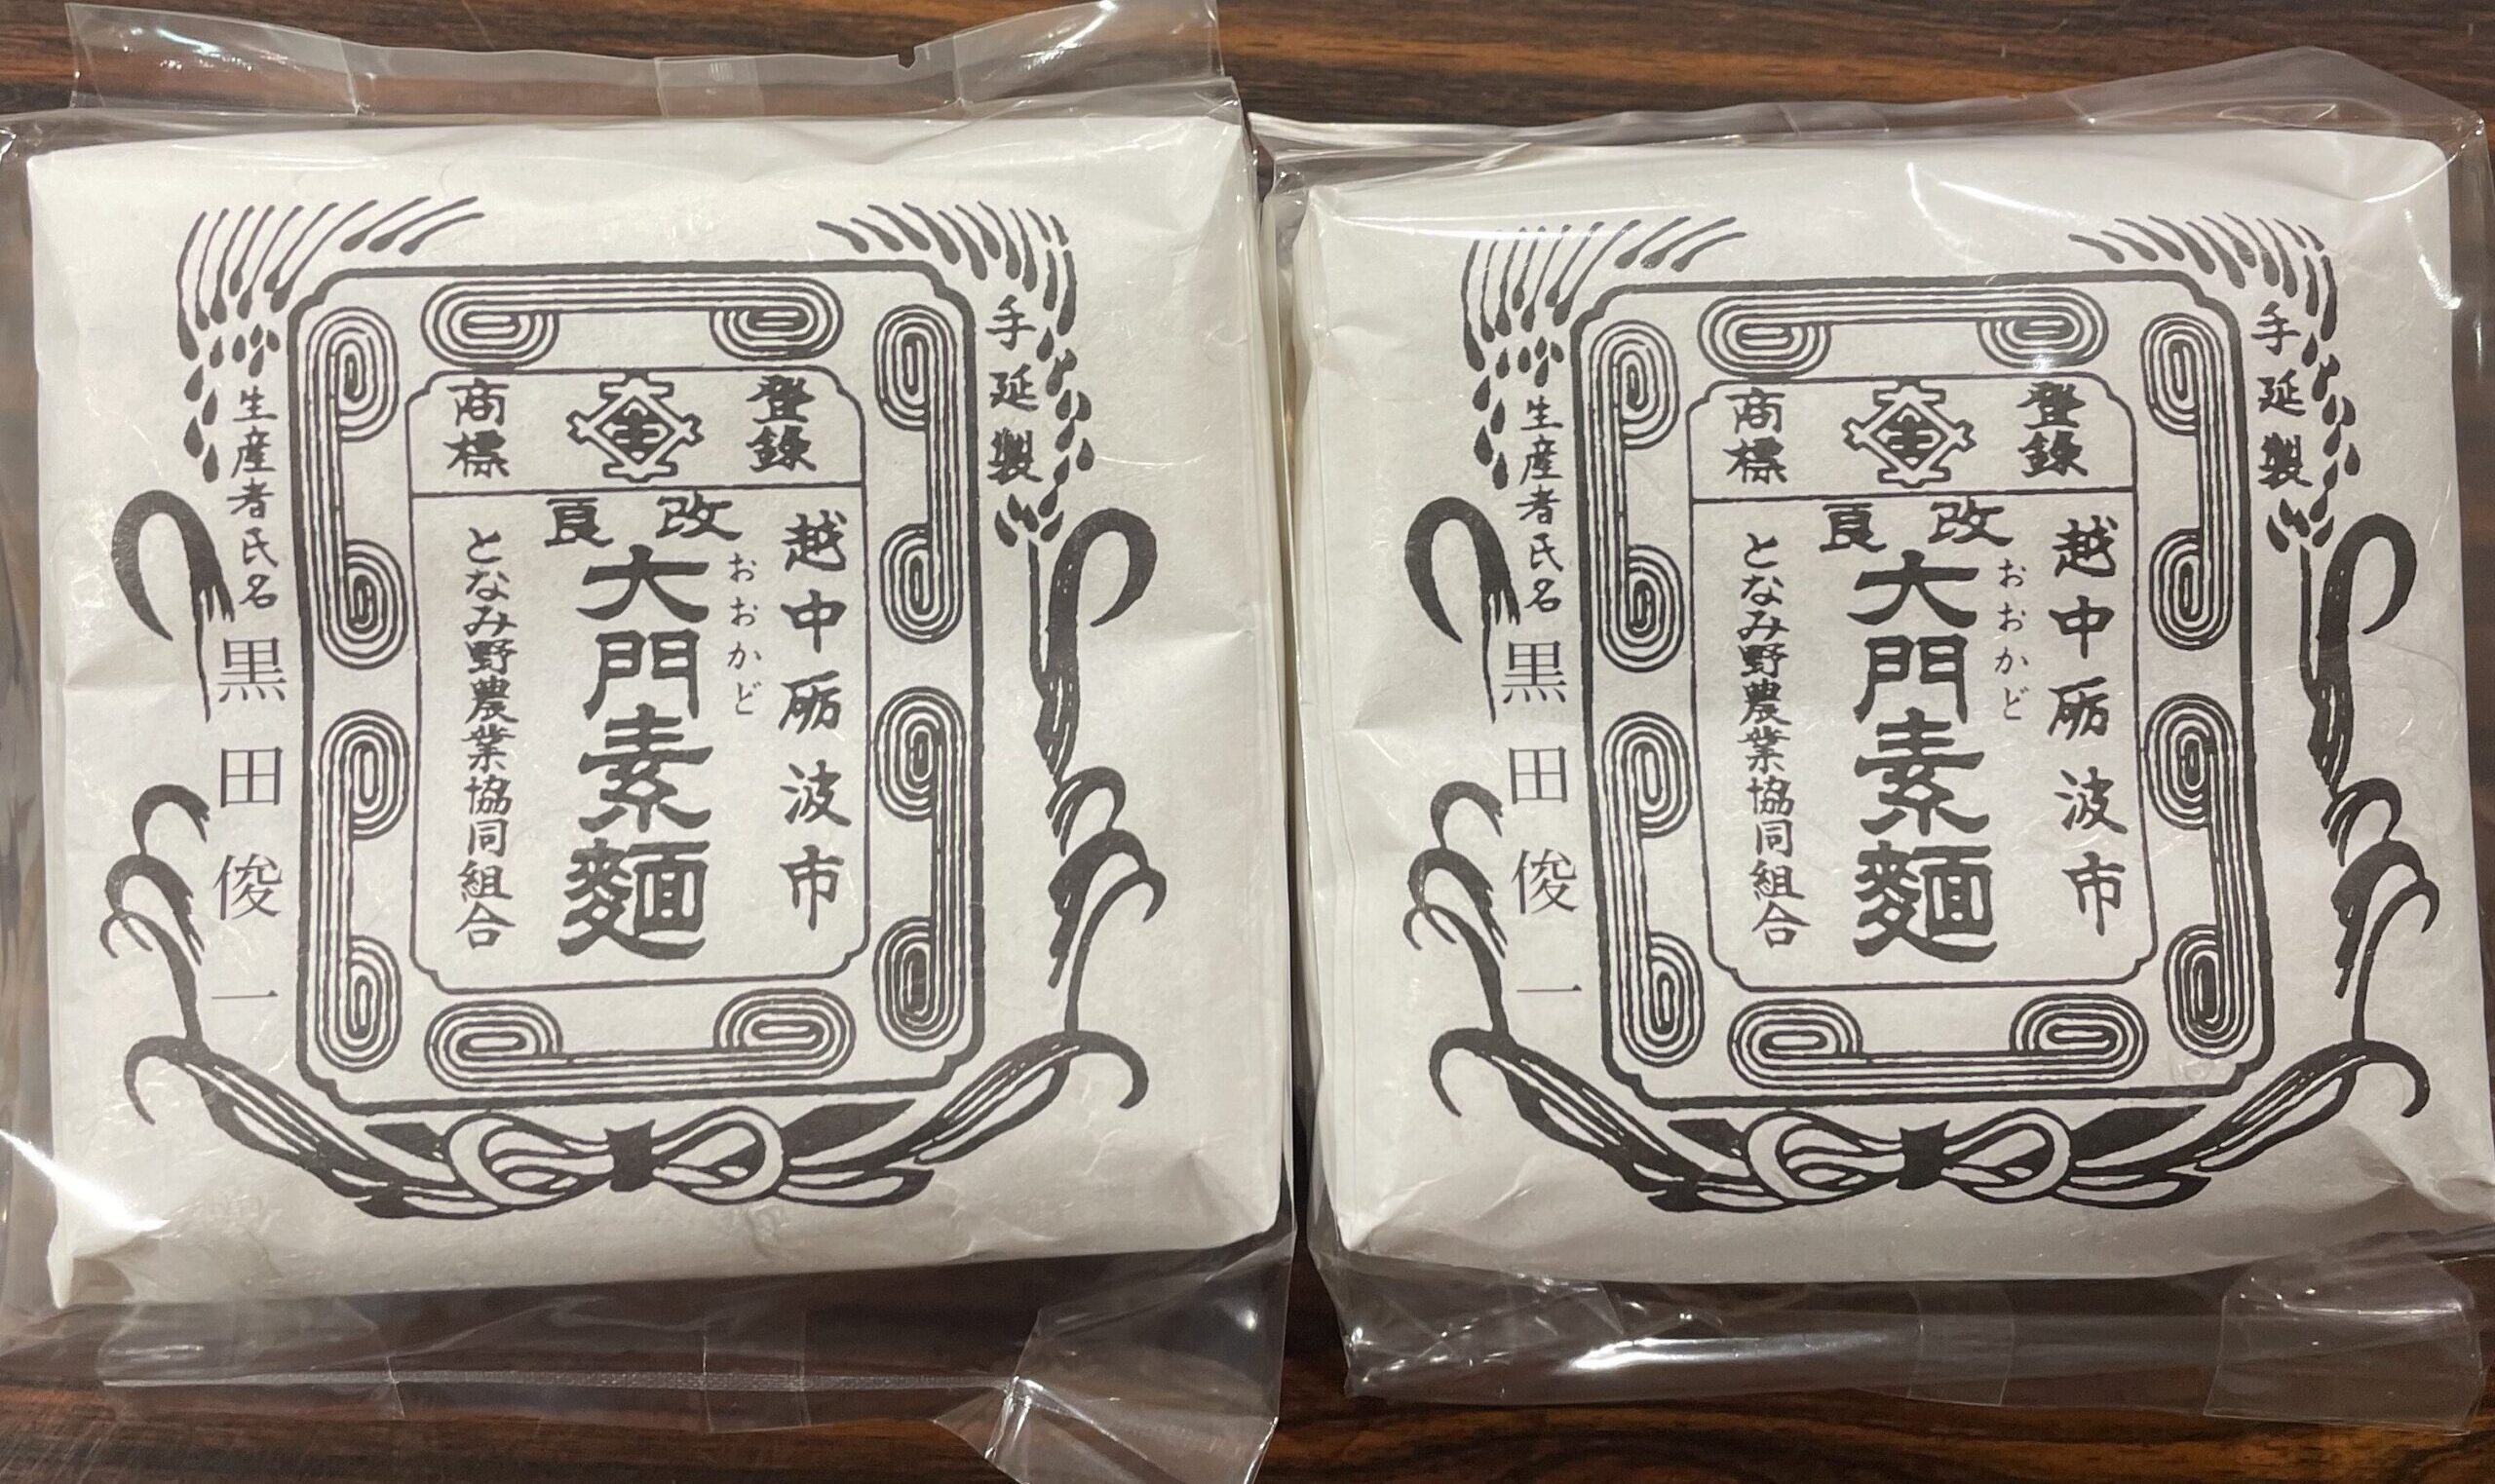 手延製
登録
商標
改良
越中砺波市
おおかど
大門素麺
となみ野農業協同組合
生産者氏名 黒田俊一
手延製
登録
商標
改良
越中砺波市
おおかど
大門素麺
となみ野農業協同組合
生産者氏名 黒田俊一